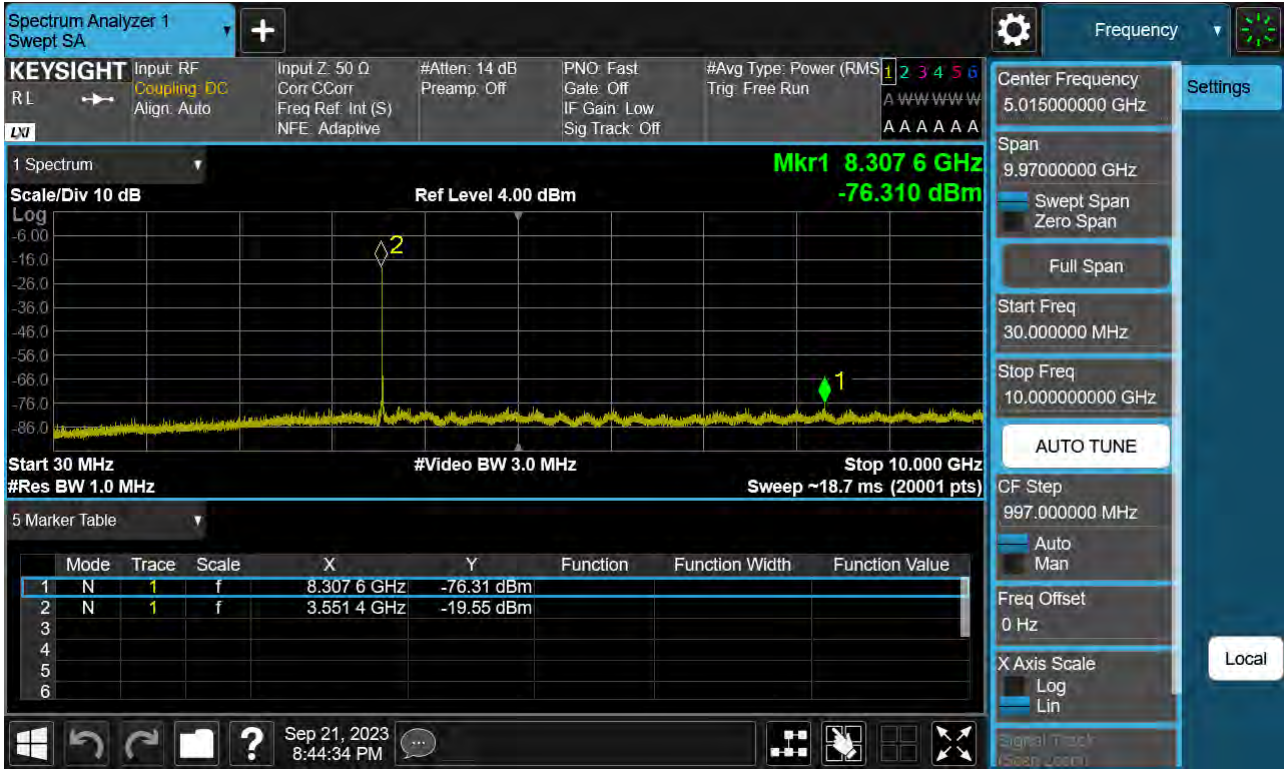 Spectrum Analyzer 1
Swept SA
Frequency
KEYSIGHT
RL
LXI
Input: RF
Coupling: DC
Align: Auto
Input Z: 50 Ω
Corr CCorr
Freq Ref: Int (S)
NFE: Adaptive
#Atten: 14 dB
Preamp: Off
PNO: Fast
Gate: Off
IF Gain: Low
Sig Track: Off
#Avg Type: Power (RMS
Trig: Free Run
1 2 3 4 5 6
A W W W W W
A A A A A A
1 Spectrum
Scale/Div 10 dB
Ref Level 4.00 dBm
Mkr1 8.307 6 GHz
-76.310 dBm
Log
-6.00
-16.0
-26.0
-36.0
-46.0
-56.0
-66.0
-76.0
-86.0
2
1
Start 30 MHz
#Video BW 3.0 MHz
Stop 10.000 GHz
#Res BW 1.0 MHz
Sweep ~18.7 ms (20001 pts)
5 Marker Table
Mode Trace Scale X Y Function Function Width Function Value
1 N 1 f 8.307 6 GHz -76.31 dBm
2 N 1 f 3.551 4 GHz -19.55 dBm
3
4
5
6
Sep 21, 2023
8:44:34 PM
Center Frequency
5.015000000 GHz
Span
9.97000000 GHz
Swept Span
Zero Span
Full Span
Start Freq
30.000000 MHz
Stop Freq
10.000000000 GHz
AUTO TUNE
CF Step
997.000000 MHz
Auto
Man
Freq Offset
0 Hz
X Axis Scale
Log
Lin
Signal Track
(Span Zoom)
Settings
Local